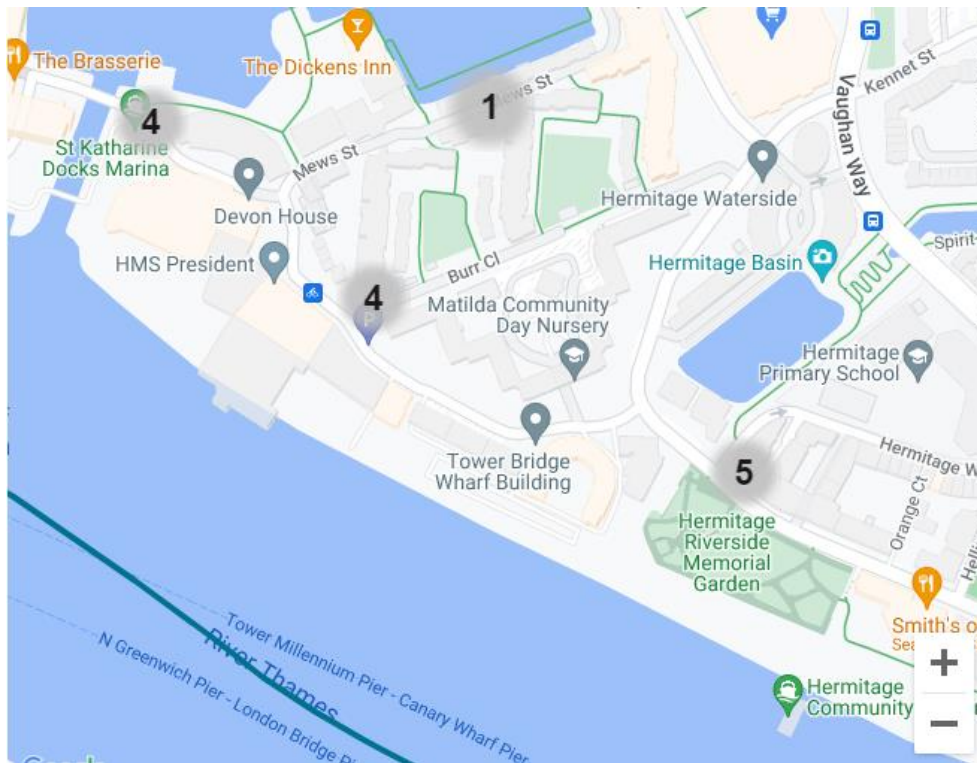 The Brasserie
The Dickens Inn
Mews St
Kennet St
1
4
St Katharine
Docks Marina
Vaughan Way
Mews St
Devon House
Hermitage Waterside
HMS President
Burr Cl
Hermitage Basin
Spirit
4
P
Matilda Community
Day Nursery
Hermitage
Primary School
Tower Bridge
Wharf Building
5
Hermitage W
Orange Ct
Hermitage
Riverside
Memorial
Garden
Smith's o
Sea
Tower Millennium Pier - Canary Wharf Pier
River Thames
N Greenwich Pier - London Bridge Pi
+
−
Hermitage
Community